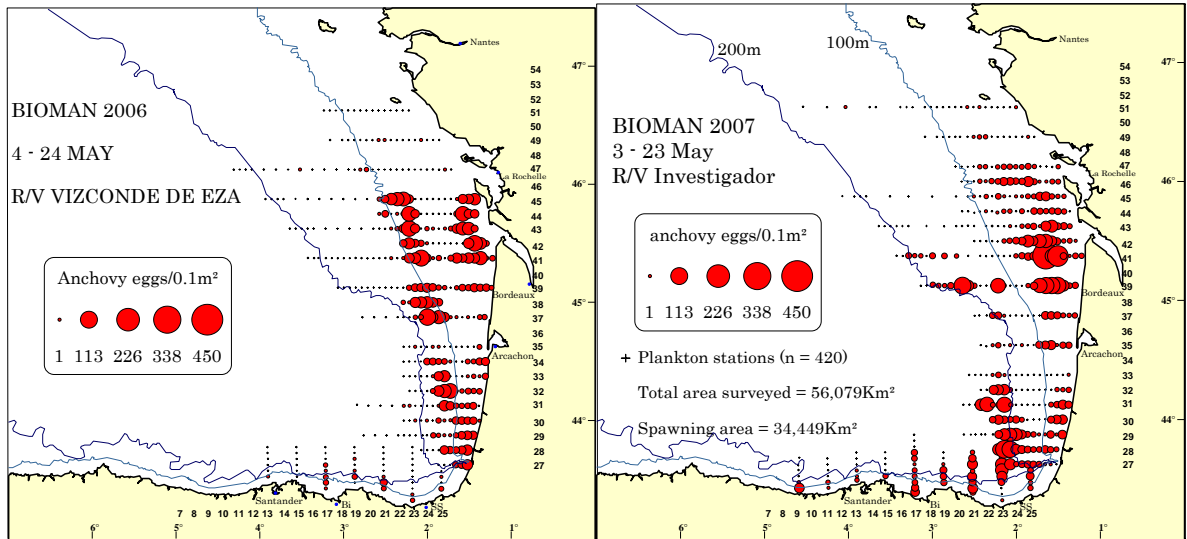 Nantes
47°
54
53
52
51
50
49
48
47
La Rochelle
46
46°
45
44
43
42
41
40
39
Bordeaux
45°
38
37
36
35
Arcachon
34
33
32
31
44°
30
29
28
27
BIOMAN 2006
4 - 24 MAY
R/V VIZCONDE DE EZA
Anchovy eggs/0.1m²
1 113 226 338 450
Santander
Bi
SS
7 8 9 10 11 12 13 14 15 16 17 18 19 20 21 22 23 24 25
6° 5° 4° 3° 2° 1°
200m
100m
Nantes
47°
54
53
52
51
50
49
48
47
La Rochelle
46
46°
45
44
43
42
41
40
39
Bordeaux
45°
38
37
36
35
Arcachon
34
33
32
31
44°
30
29
28
27
BIOMAN 2007
3 - 23 May
R/V Investigador
anchovy eggs/0.1m²
1 113 226 338 450
+ Plankton stations (n = 420)
Total area surveyed = 56,079Km²
Spawning area = 34,449Km²
Santander
Bi
SS
7 8 9 10 11 12 13 14 15 16 17 18 19 20 21 22 23 24 25
6° 5° 4° 3° 2° 1°